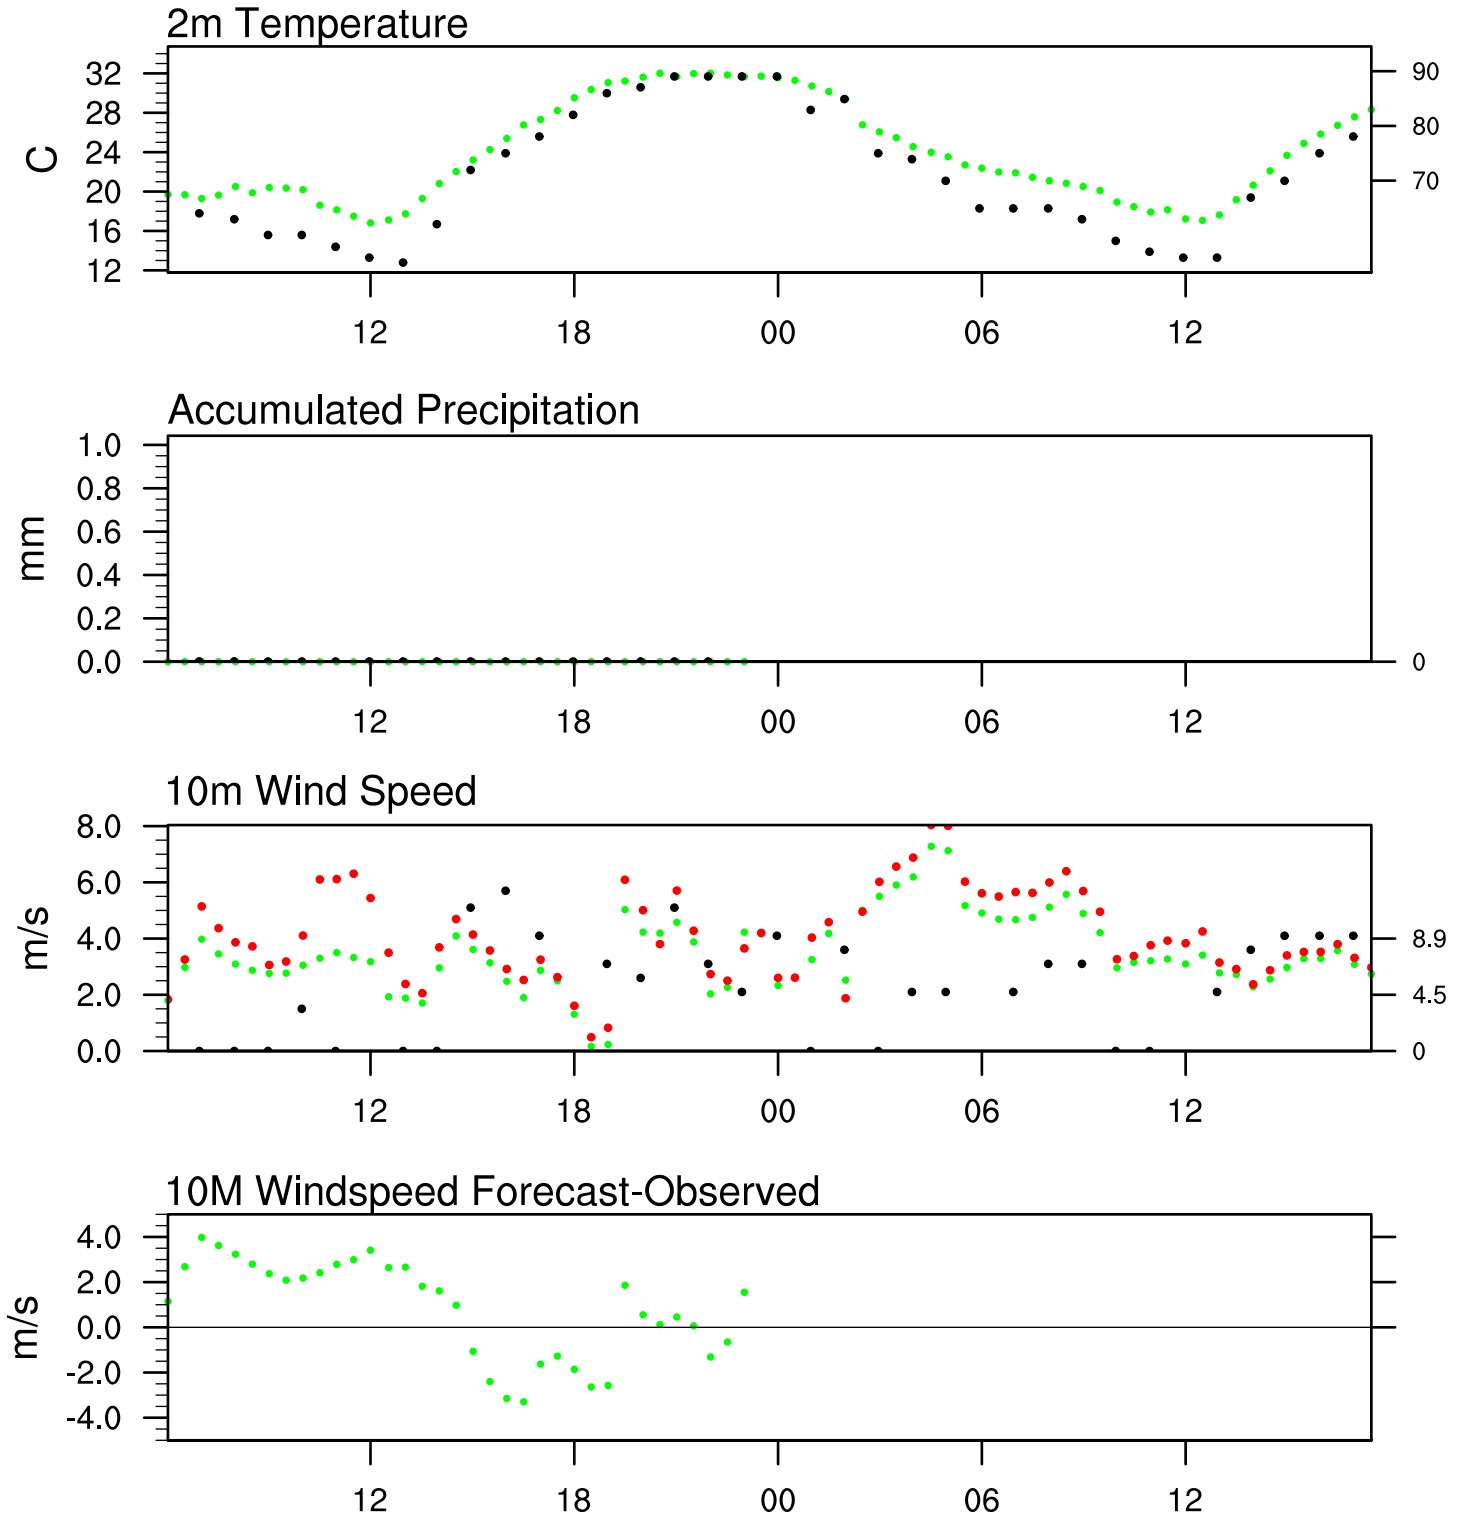 2m Temperature
32 90
28 80
24
20 70
16
12
C
12 18 00 06 12
Accumulated Precipitation
1.0
0.8
0.6
0.4
0.2
0.0 0
mm
12 18 00 06 12
10m Wind Speed
8.0
6.0
4.0 8.9
2.0 4.5
0.0 0
m/s
12 18 00 06 12
10M Windspeed Forecast-Observed
4.0
2.0
0.0
-2.0
-4.0
m/s
12 18 00 06 12